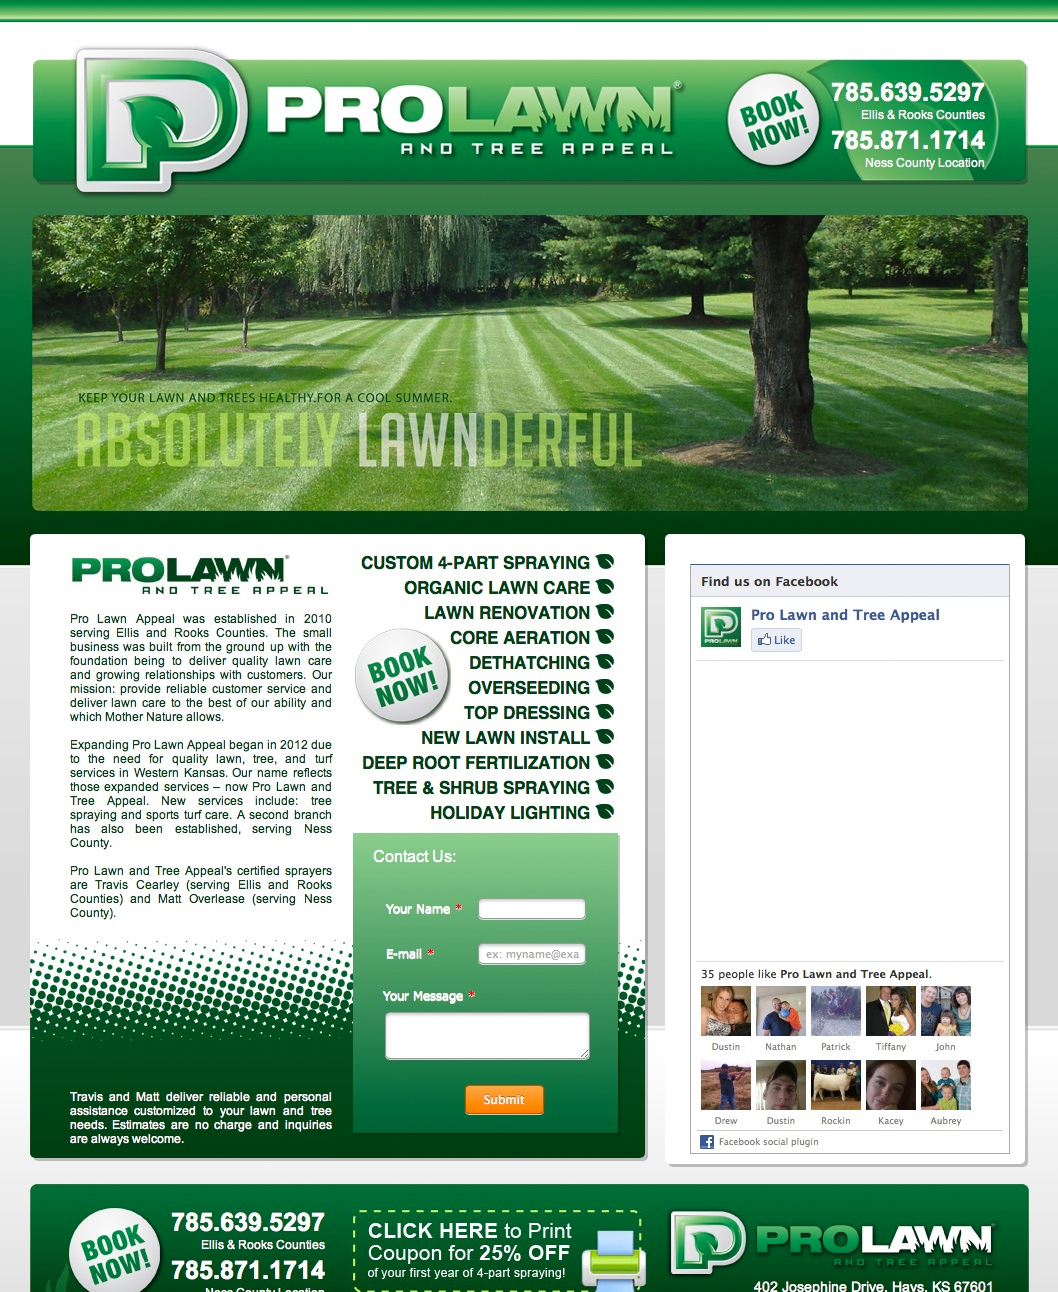 PROLAWN®
AND TREE APPEAL
BOOK
NOW!
785.639.5297
Ellis & Rooks Counties
785.871.1714
Ness County Location
KEEP YOUR LAWN AND TREES HEALTHY.FOR A COOL SUMMER.
ABSOLUTELY LAWNDERFUL
PROLAWN®
AND TREE APPEAL
Pro Lawn Appeal was established in 2010
serving Ellis and Rooks Counties. The small
business was built from the ground up with the
foundation being to deliver quality lawn care
and growing relationships with customers. Our
mission: provide reliable customer service and
deliver lawn care to the best of our ability and
which Mother Nature allows.
Expanding Pro Lawn Appeal began in 2012 due
to the need for quality lawn, tree, and turf
services in Western Kansas. Our name reflects
those expanded services – now Pro Lawn and
Tree Appeal. New services include: tree
spraying and sports turf care. A second branch
has also been established, serving Ness
County.
Pro Lawn and Tree Appeal's certified sprayers
are Travis Cearley (serving Ellis and Rooks
Counties) and Matt Overlease (serving Ness
County).
Travis and Matt deliver reliable and personal
assistance customized to your lawn and tree
needs. Estimates are no charge and inquiries
are always welcome.
CUSTOM 4-PART SPRAYING
ORGANIC LAWN CARE
LAWN RENOVATION
CORE AERATION
DETHATCHING
OVERSEEDING
TOP DRESSING
NEW LAWN INSTALL
DEEP ROOT FERTILIZATION
TREE & SHRUB SPRAYING
HOLIDAY LIGHTING
BOOK
NOW!
Contact Us:
Your Name *
E-mail *
ex: myname@exa
Your Message *
Submit
Find us on Facebook
PROLAWN
Pro Lawn and Tree Appeal
Like
35 people like Pro Lawn and Tree Appeal.
Dustin Nathan Patrick Tiffany John
Drew Dustin Rockin Kacey Aubrey
Facebook social plugin
BOOK
NOW!
785.639.5297
Ellis & Rooks Counties
785.871.1714
Ness County Location
CLICK HERE to Print
Coupon for 25% OFF
of your first year of 4-part spraying!
PROLAWN
AND TREE APPEAL
402 Josephine Drive, Hays, KS 67601